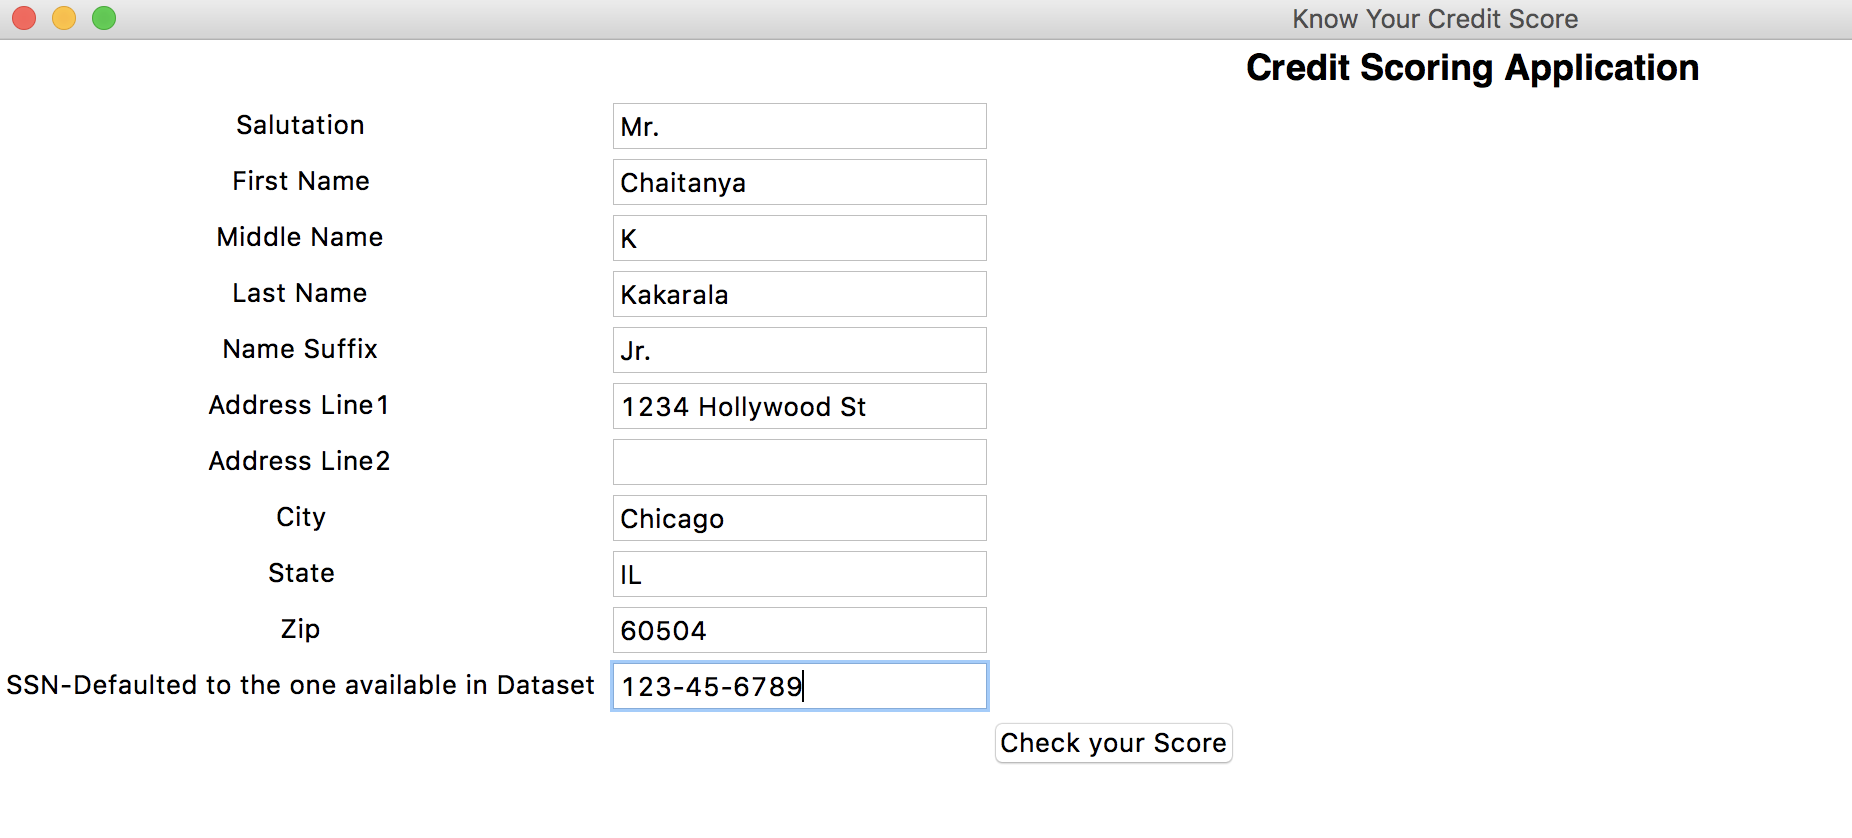 Know Your Credit Score
Credit Scoring Application
Salutation Mr.
First Name Chaitanya
Middle Name K
Last Name Kakarala
Name Suffix Jr.
Address Line1 1234 Hollywood St
Address Line2
City Chicago
State IL
Zip 60504
SSN-Defaulted to the one available in Dataset 123-45-6789
Check your Score